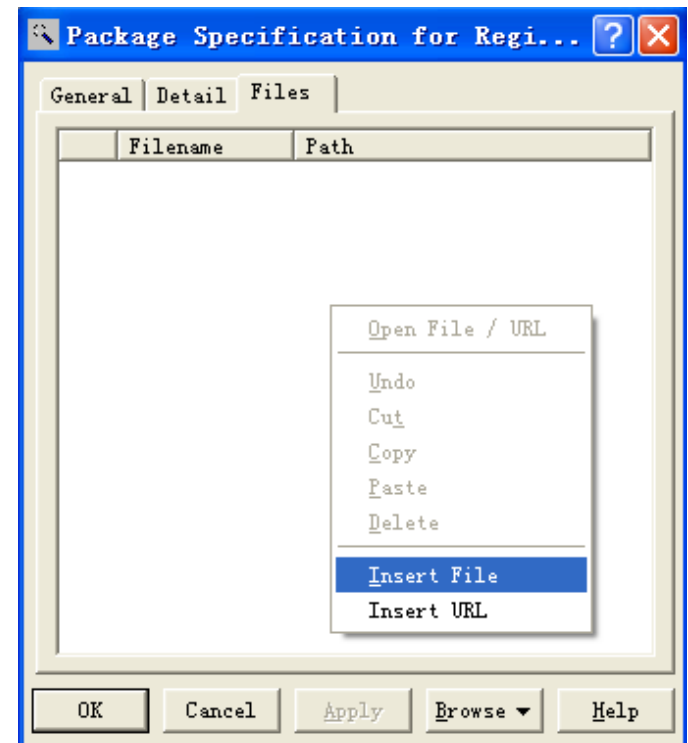 Package Specification for Regi...
General Detail Files
Filename Path
Open File / URL
Undo
Cut
Copy
Paste
Delete
Insert File
Insert URL
OK Cancel Apply Browse Help